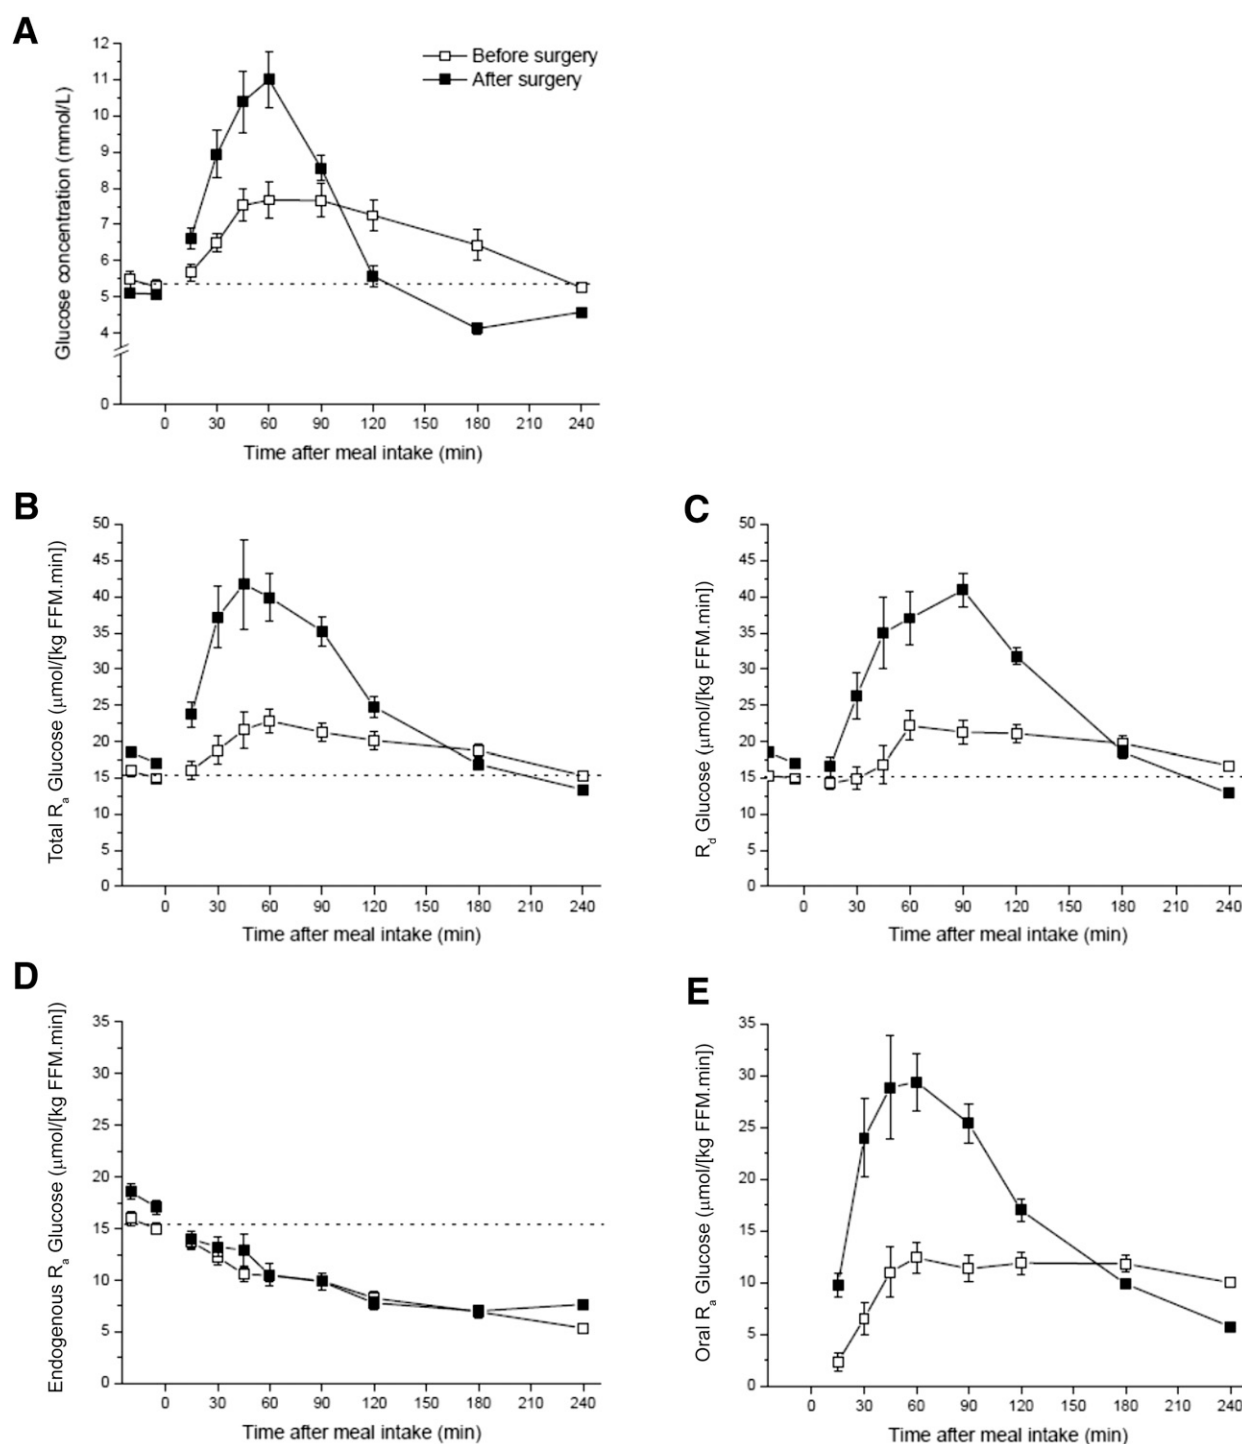 A
Before surgery
After surgery
Glucose concentration (mmol/L)
12
11
10
9
8
7
6
5
4
0
0 30 60 90 120 150 180 210 240
Time after meal intake (min)
B
Total Ra Glucose (μmol/[kg FFM.min])
50
45
40
35
30
25
20
15
10
5
0
0 30 60 90 120 150 180 210 240
Time after meal intake (min)
C
Rd Glucose (μmol/[kg FFM.min])
50
45
40
35
30
25
20
15
10
5
0
0 30 60 90 120 150 180 210 240
Time after meal intake (min)
D
Endogenous Ra Glucose (μmol/[kg FFM.min])
35
30
25
20
15
10
5
0
0 30 60 90 120 150 180 210 240
Time after meal intake (min)
E
Oral Ra Glucose (μmol/[kg FFM.min])
35
30
25
20
15
10
5
0
0 30 60 90 120 150 180 210 240
Time after meal intake (min)